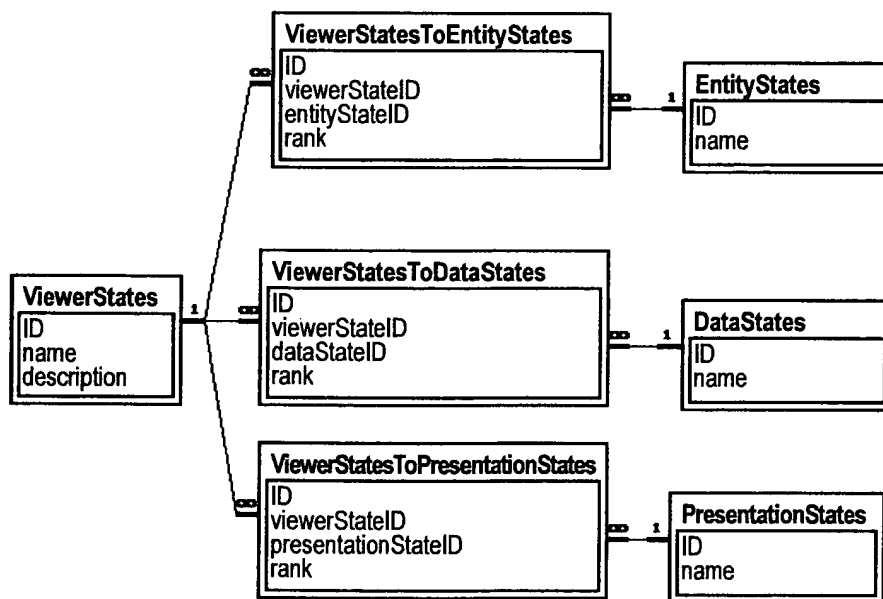 ViewerStatesToEntityStates
ID
viewerStateID
entityStateID
rank
∞
∞
1
EntityStates
ID
name
ViewerStates
ID
name
description
1
∞
ViewerStatesToDataStates
ID
viewerStateID
dataStateID
rank
∞
1
DataStates
ID
name
∞
ViewerStatesToPresentationStates
ID
viewerStateID
presentationStateID
rank
∞
1
PresentationStates
ID
name